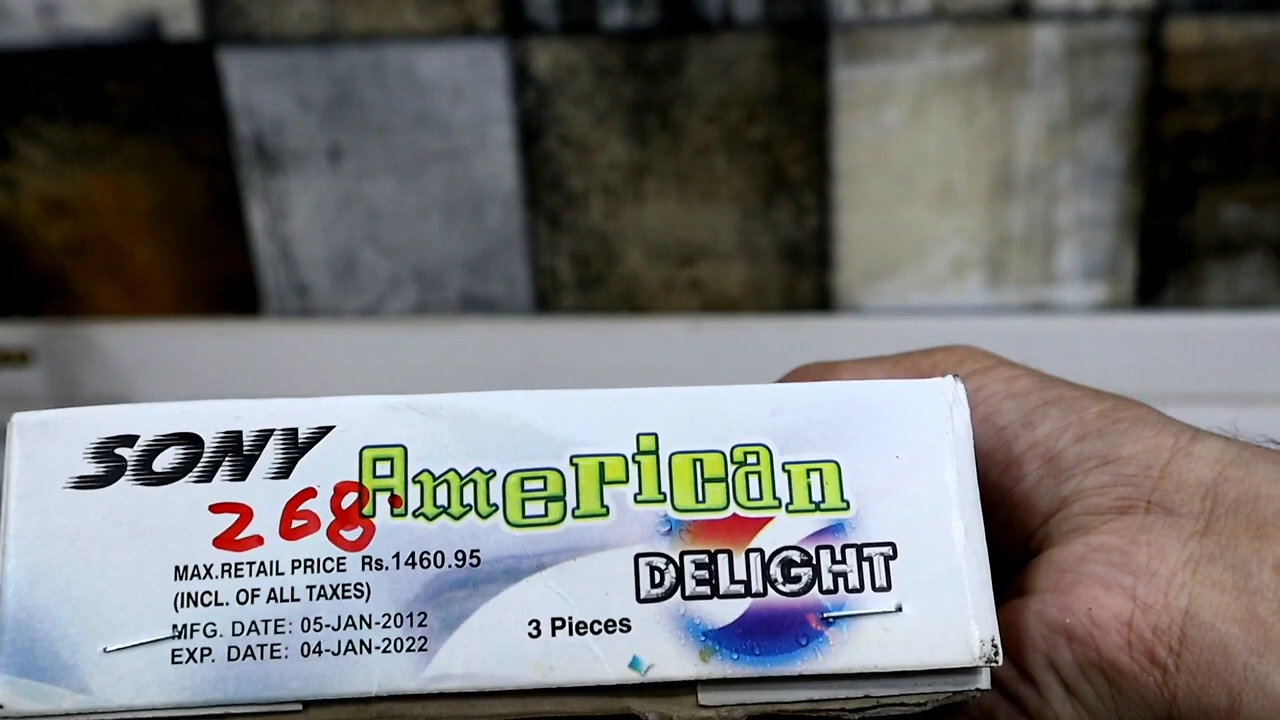 SONY
American
268
DELIGHT
MAX.RETAIL PRICE Rs.1460.95
(INCL. OF ALL TAXES)
MFG. DATE: 05-JAN-2012
EXP. DATE: 04-JAN-2022
3 Pieces